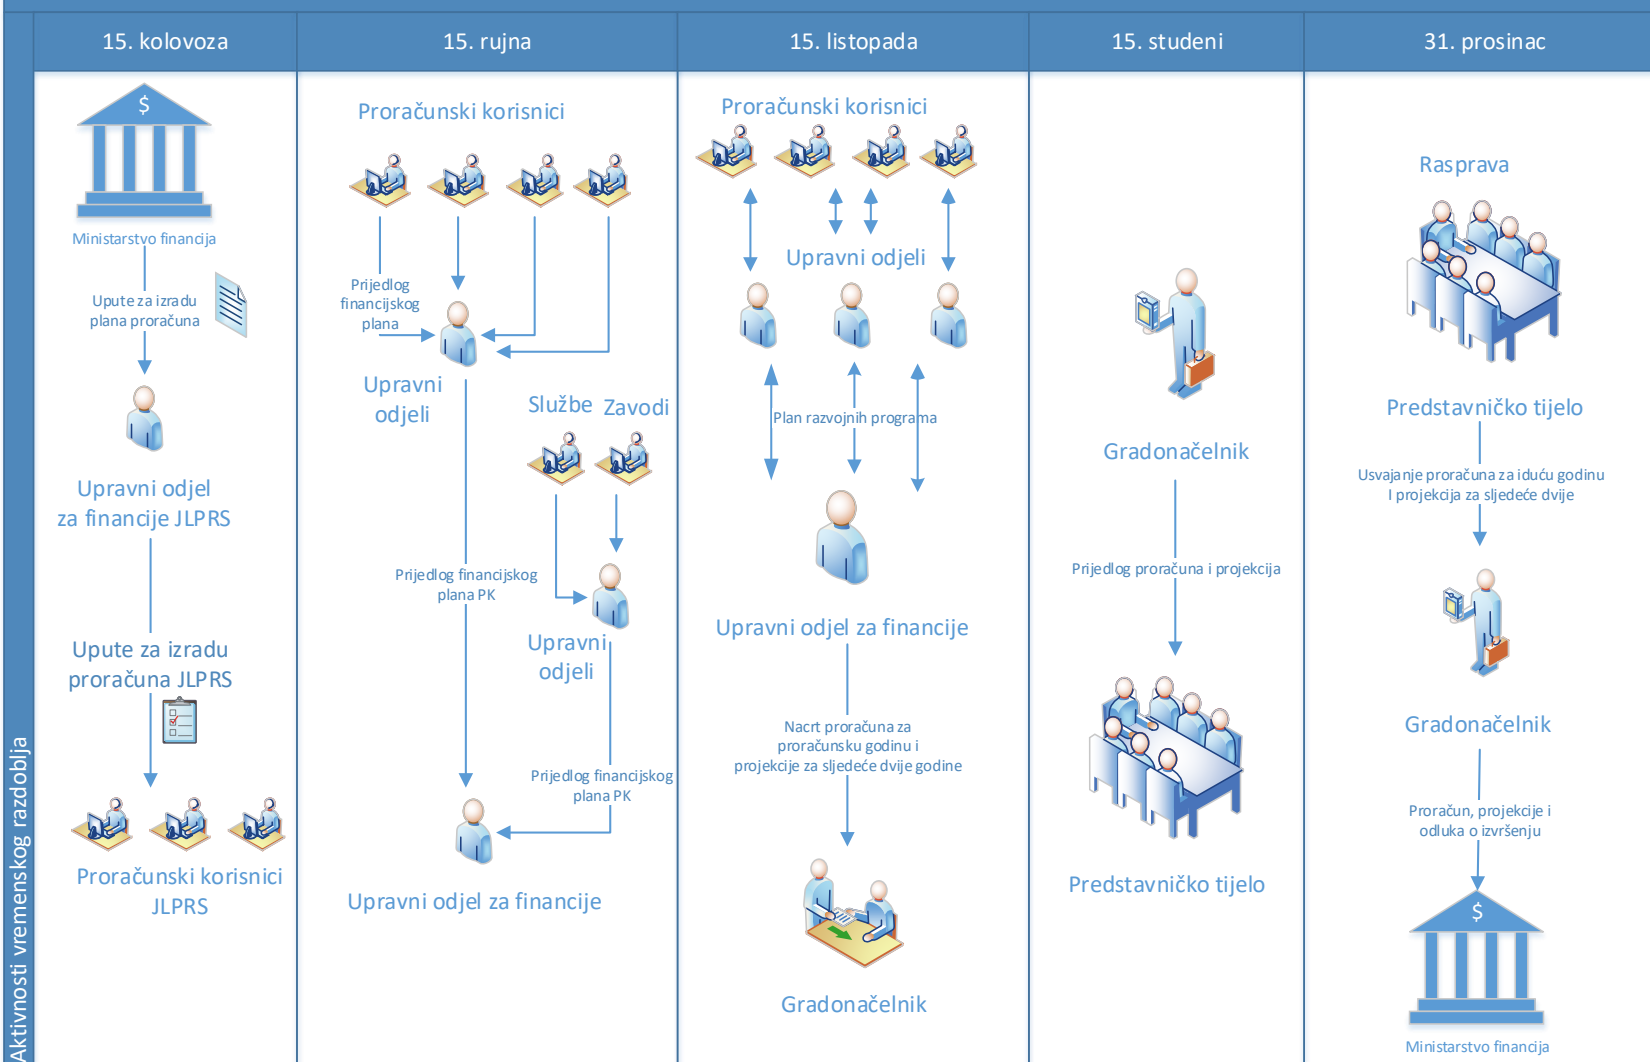 15. kolovoza
15. rujna
15. listopada
15. studeni
31. prosinac
Aktivnosti vremenskog razdoblja
$
Ministarstvo financija
Upute za izradu
plana proračuna
Upravni odjel
za financije JLPRS
Upute za izradu
proračuna JLPRS
Proračunski korisnici
JLPRS
Proračunski korisnici
Prijedlog
financijskog
plana
Upravni
odjeli
Službe
Zavodi
Prijedlog financijskog
plana PK
Upravni
odjeli
Prijedlog financijskog
plana PK
Upravni odjel za financije
Proračunski korisnici
Upravni odjeli
Plan razvojnih programa
Upravni odjel za financije
Nacrt proračuna za
proračunsku godinu i
projekcije za sljedeće dvije godine
Gradonačelnik
Gradonačelnik
Prijedlog proračuna i projekcija
Predstavničko tijelo
Rasprava
Predstavničko tijelo
Usvajanje proračuna za iduću godinu
I projekcija za sljedeće dvije
Gradonačelnik
Proračun, projekcije i
odluka o izvršenju
$
Ministarstvo financija